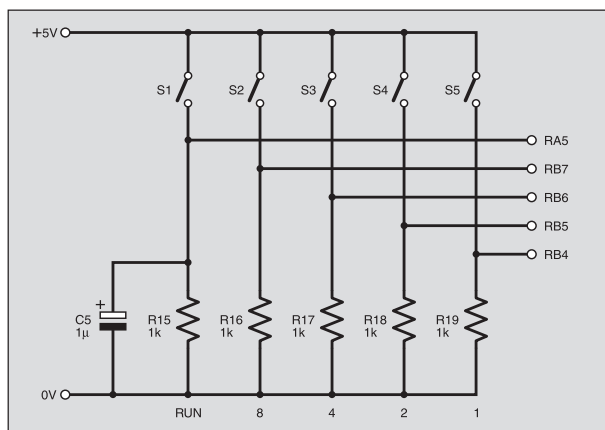 +5V
S1 S2 S3 S4 S5
RA5
RB7
RB6
RB5
RB4
+
C5 R15 R16 R17 R18 R19
1µ 1k 1k 1k 1k 1k
0V
RUN 8 4 2 1